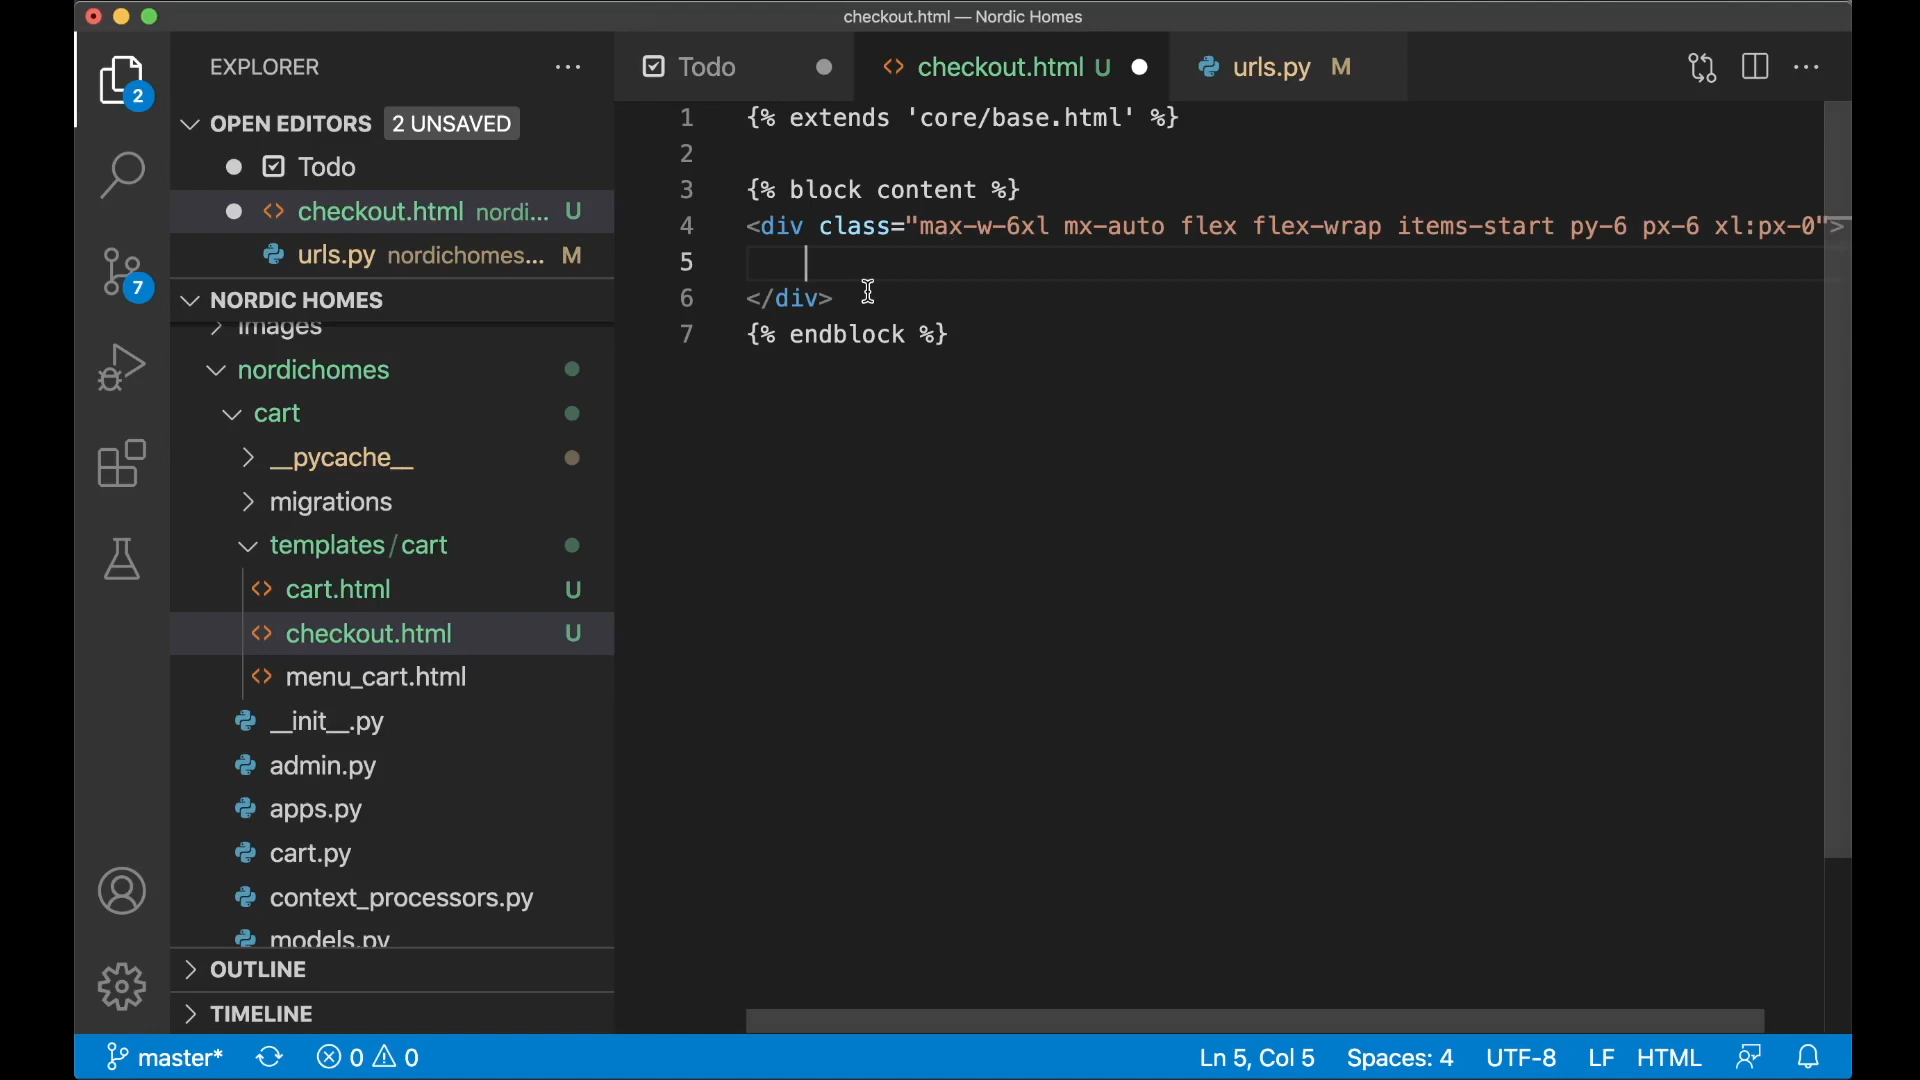 checkout.html — Nordic Homes
EXPLORER
Todo
checkout.html U
urls.py M
OPEN EDITORS 2 UNSAVED
Todo
checkout.html nordi... U
urls.py nordichomes... M
NORDIC HOMES
images
nordichomes
cart
__pycache__
migrations
templates/cart
cart.html U
checkout.html U
menu_cart.html
__init__.py
admin.py
apps.py
cart.py
context_processors.py
models.py
OUTLINE
TIMELINE
1 {% extends 'core/base.html' %}
2
3 {% block content %}
4 <div class="max-w-6xl mx-auto flex flex-wrap items-start py-6 px-6 xl:px-0">
5
6 </div>
7 {% endblock %}
2
7
master* 0 0 Ln 5, Col 5 Spaces: 4 UTF-8 LF HTML